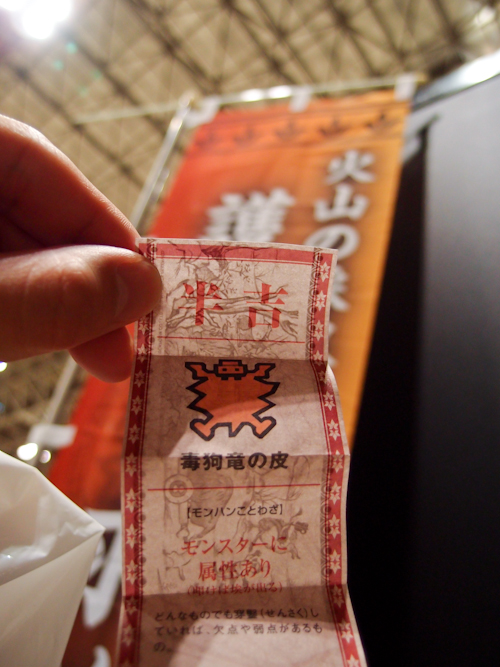 半吉
毒狗竜の皮
【モンハンことわざ】
モンスターに
属性あり
どんなものでも穿鑿(せんさく)し
ていれば、欠点や弱点があるも
の。
火山の
護